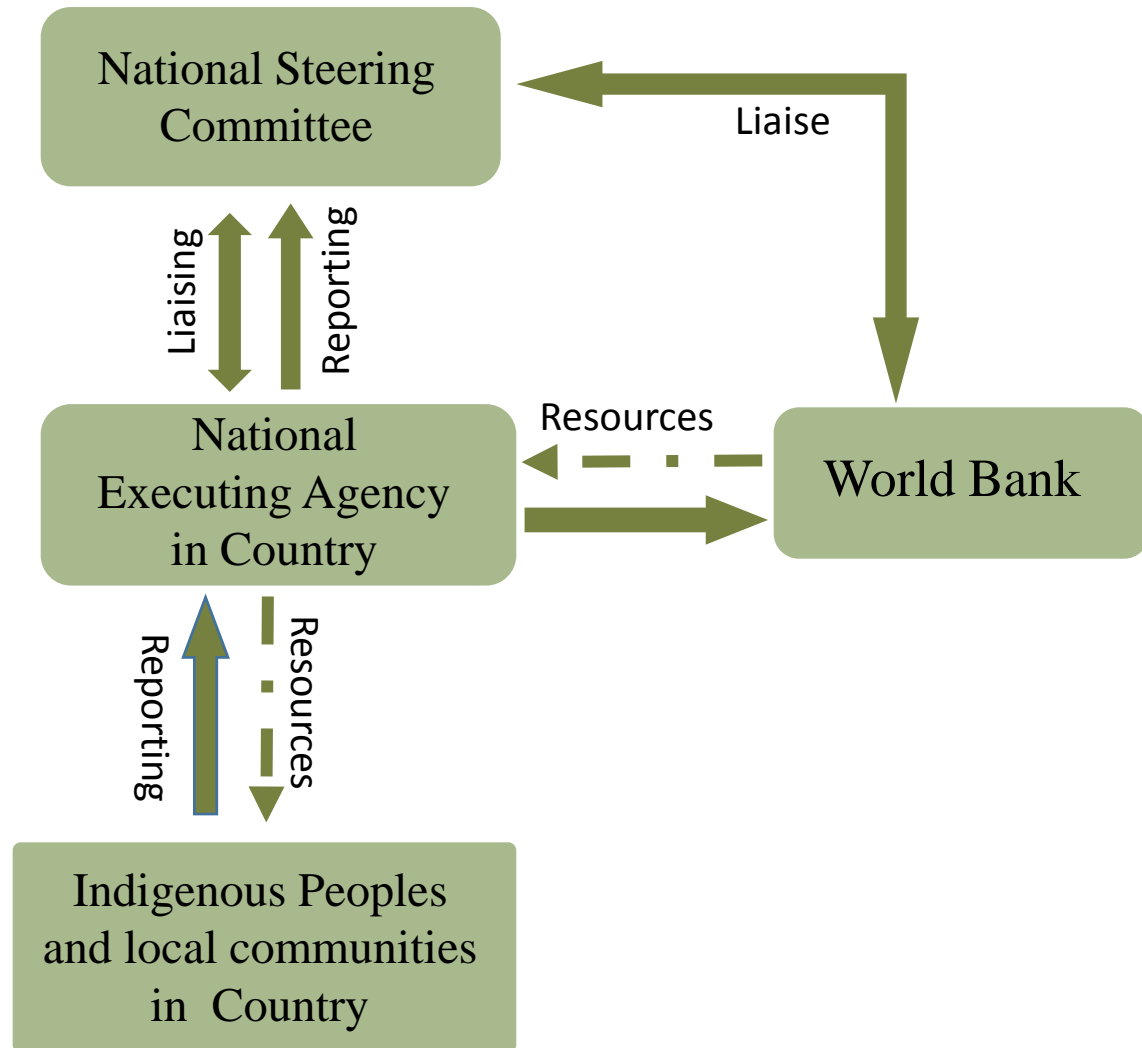 National Steering
Committee
Liaise
Liaising
Reporting
National
Executing Agency
in Country
Resources
World Bank
Reporting
Resources
Indigenous Peoples
and local communities
in Country